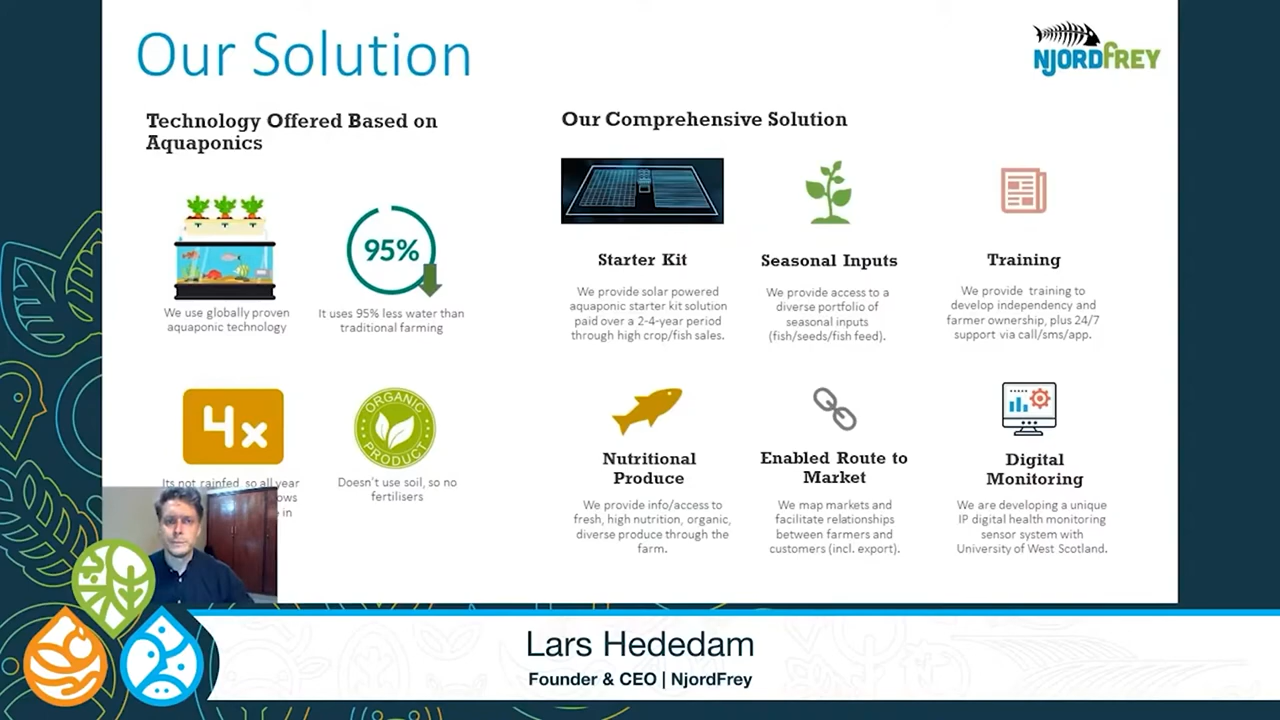 Our Solution
NJORDFREY
Technology Offered Based on
Aquaponics
We use globally proven
aquaponic technology
95%
It uses 95% less water than
traditional farming
4x
Its not rainfed, so all year
ows
in
ORGANIC
PRODUCT
Doesn't use soil, so no
fertilisers
Our Comprehensive Solution
Starter Kit
We provide solar powered
aquaponic starter kit solution
paid over a 2-4-year period
through high crop/fish sales.
Seasonal Inputs
We provide access to a
diverse portfolio of
seasonal inputs
(fish/seeds/fish feed).
Training
We provide training to
develop independency and
farmer ownership, plus 24/7
support via call/sms/app.
Nutritional
Produce
We provide info/access to
fresh, high nutrition, organic,
diverse produce through the
farm.
Enabled Route to
Market
We map markets and
facilitate relationships
between farmers and
customers (incl. export).
Digital
Monitoring
We are developing a unique
IP digital health monitoring
sensor system with
University of West Scotland.
Lars Hededam
Founder & CEO | NjordFrey